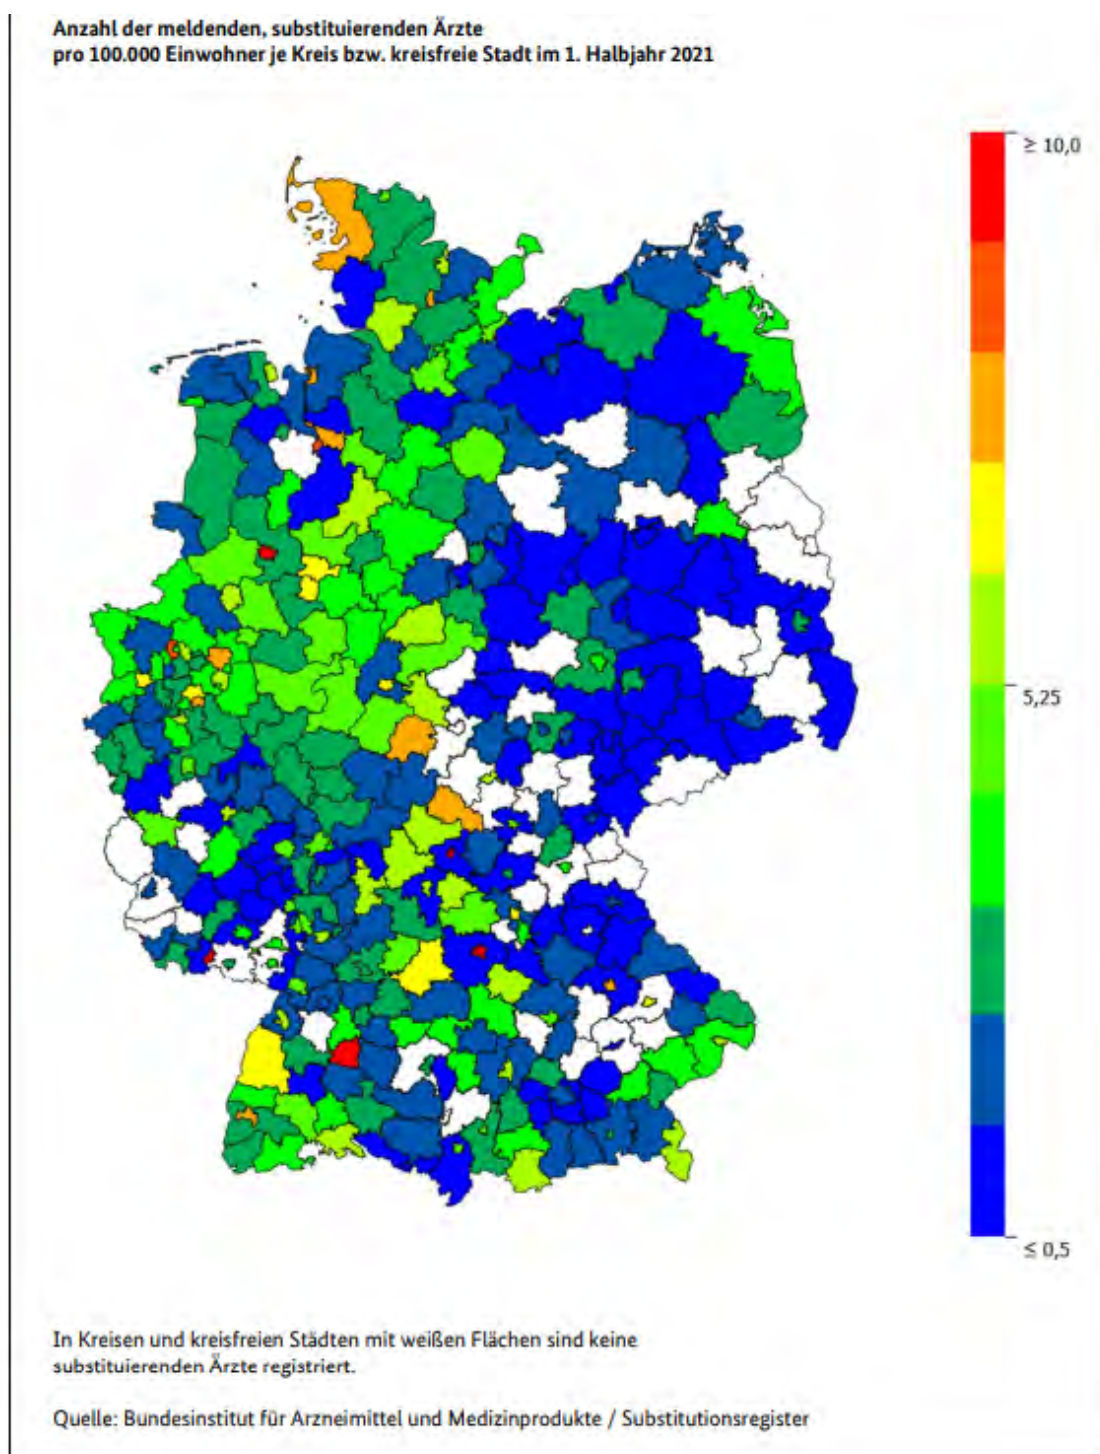 Anzahl der meldenden, substituierenden Ärzte
pro 100.000 Einwohner je Kreis bzw. kreisfreie Stadt im 1. Halbjahr 2021
≥ 10,0
5,25
≤ 0,5
In Kreisen und kreisfreien Städten mit weißen Flächen sind keine
substituierenden Ärzte registriert.
Quelle: Bundesinstitut für Arzneimittel und Medizinprodukte / Substitutionsregister